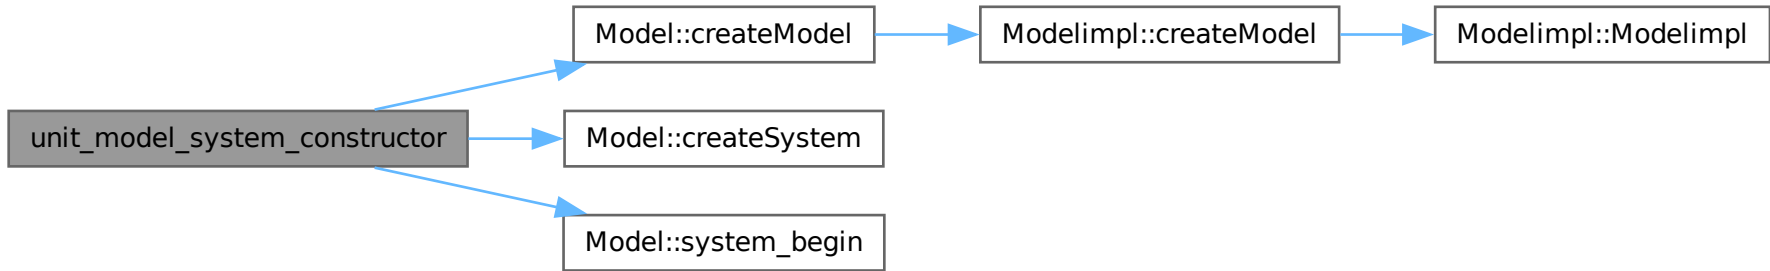 Model::createModel
Modelimpl::createModel
Modelimpl::Modelimpl
unit_model_system_constructor
Model::createSystem
Model::system_begin